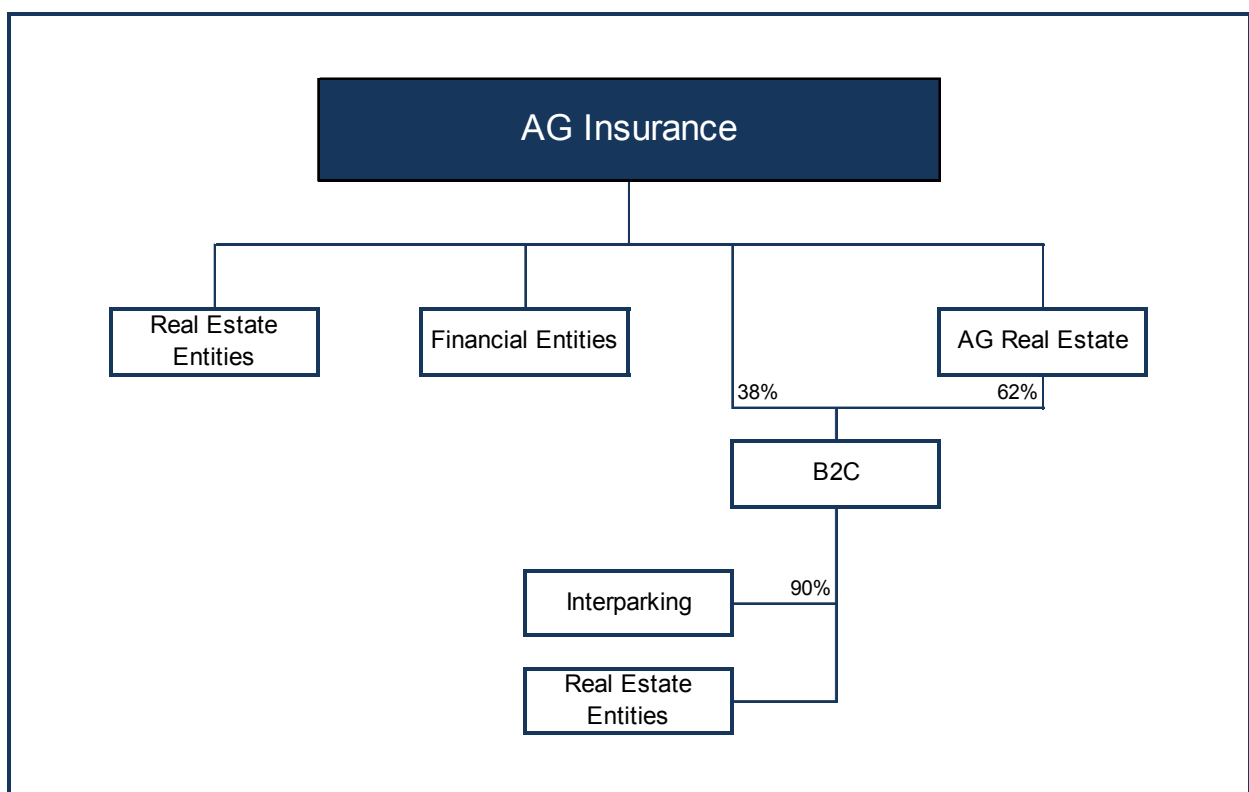 AG Insurance
Real Estate
Entities
Financial Entities
AG Real Estate
38%
62%
B2C
Interparking
90%
Real Estate
Entities